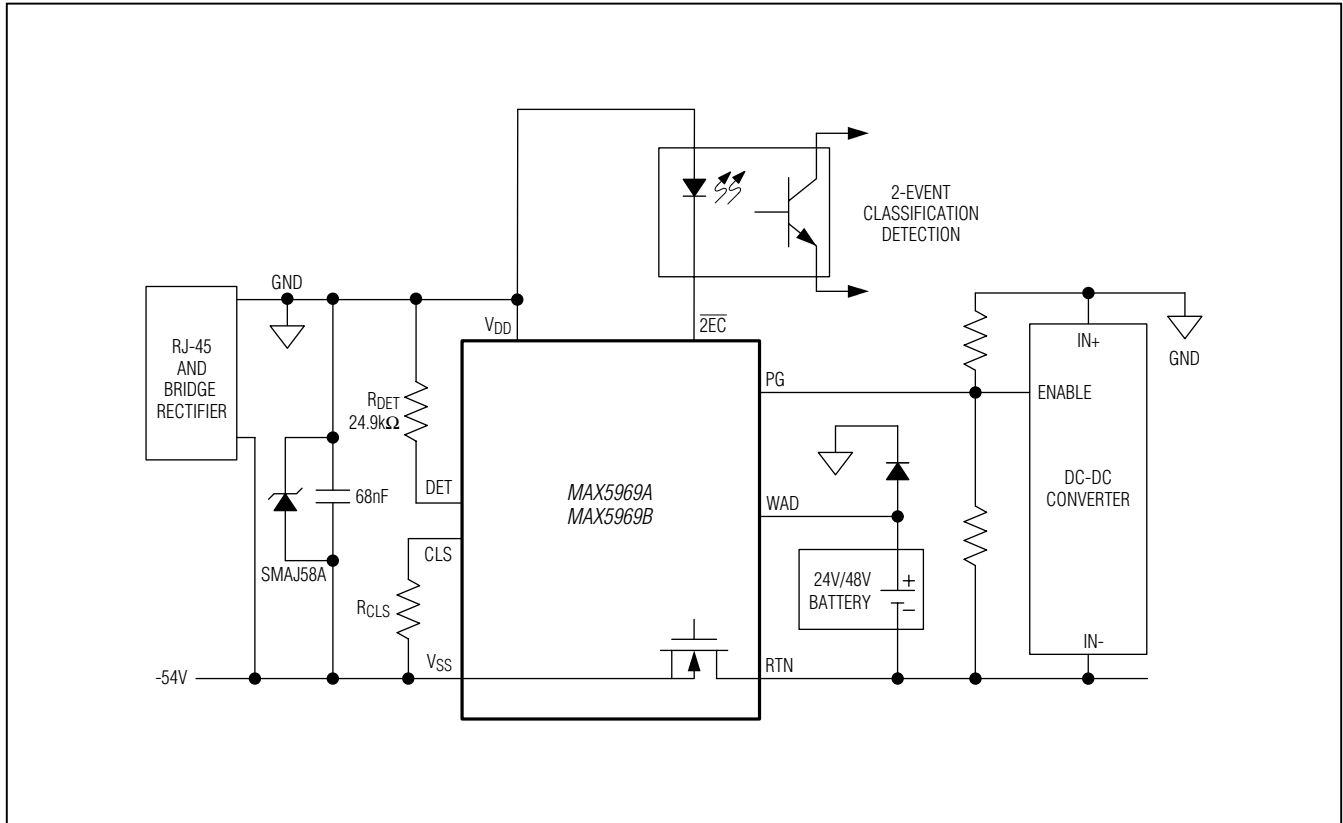 2-EVENT
CLASSIFICATION
DETECTION
GND
VDD
2EC
RJ-45
AND
BRIDGE
RECTIFIER
IN+
GND
PG
ENABLE
RDET
24.9kΩ
DC-DC
CONVERTER
DET
68nF
MAX5969A
MAX5969B
WAD
CLS
SMAJ58A
24V/48V
BATTERY
+
-
RCLS
IN-
VSS
RTN
-54V